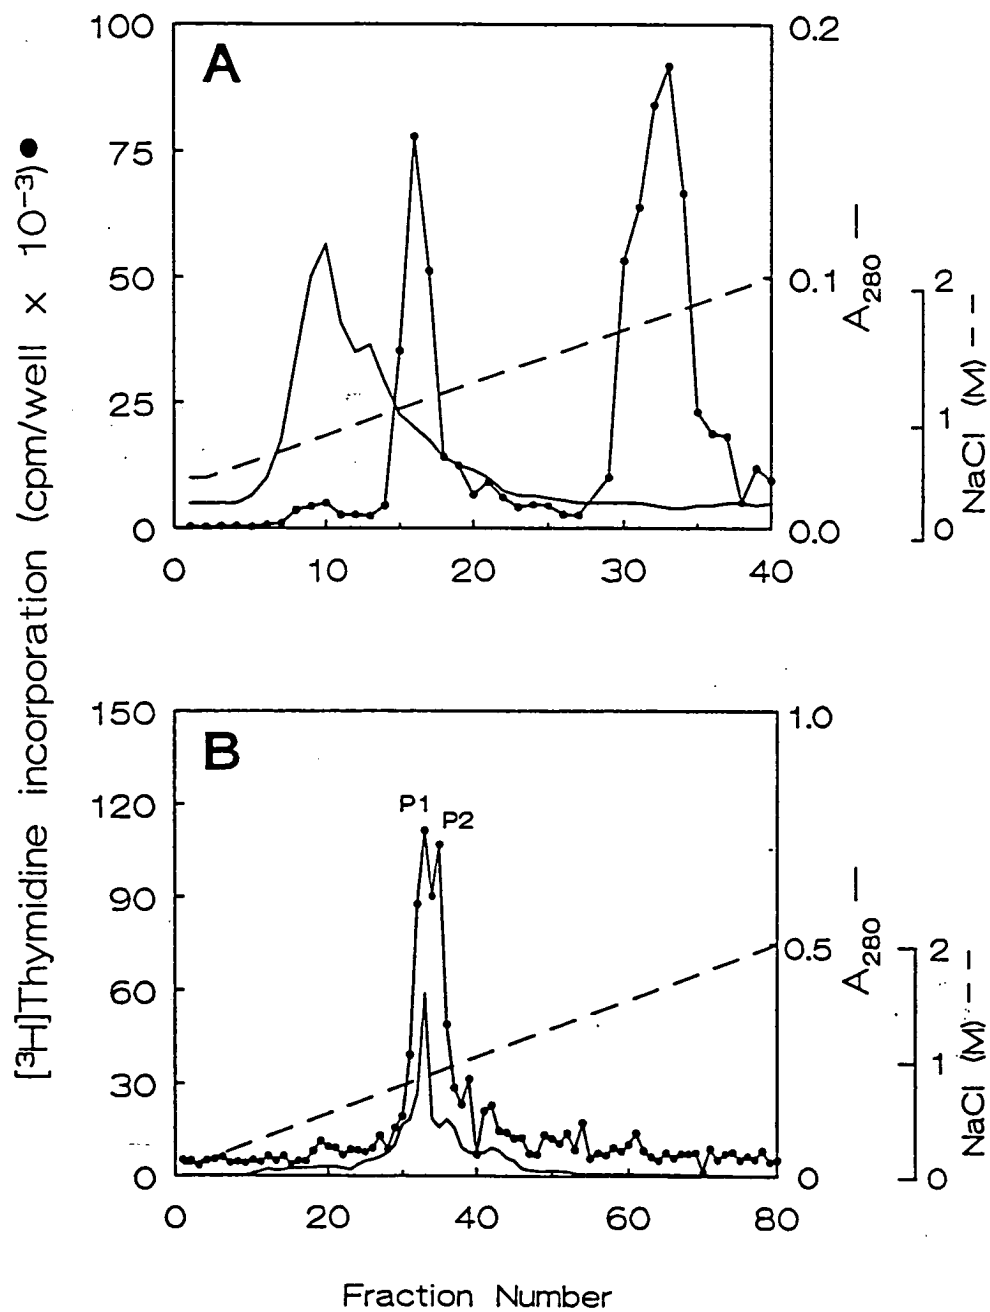 [³H]Thymidine incorporation (cpm/well x 10⁻³)●
A
100
75
50
25
0
0.2
0.1
0.0
A₂₈₀ —
2
1
0
NaCl (M) – –
0 10 20 30 40
B
150
120
90
60
30
0
P1
P2
1.0
0.5
0
A₂₈₀ —
2
1
0
NaCl (M) – –
0 20 40 60 80
Fraction Number